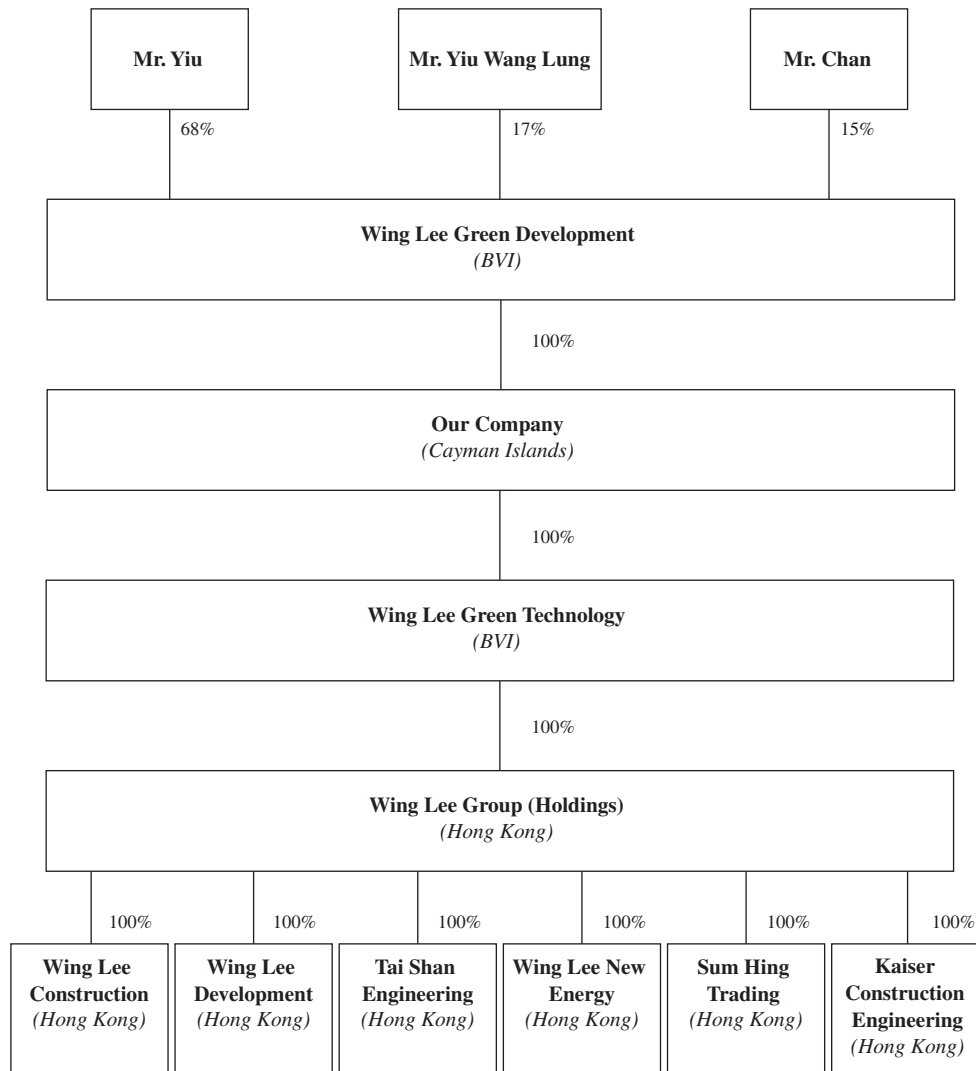 Mr. Yiu
Mr. Yiu Wang Lung
Mr. Chan
68%
17%
15%
Wing Lee Green Development
(BVI)
100%
Our Company
(Cayman Islands)
100%
Wing Lee Green Technology
(BVI)
100%
Wing Lee Group (Holdings)
(Hong Kong)
100%
100%
100%
100%
100%
100%
Wing Lee
Construction
(Hong Kong)
Wing Lee
Development
(Hong Kong)
Tai Shan
Engineering
(Hong Kong)
Wing Lee New
Energy
(Hong Kong)
Sum Hing
Trading
(Hong Kong)
Kaiser
Construction
Engineering
(Hong Kong)